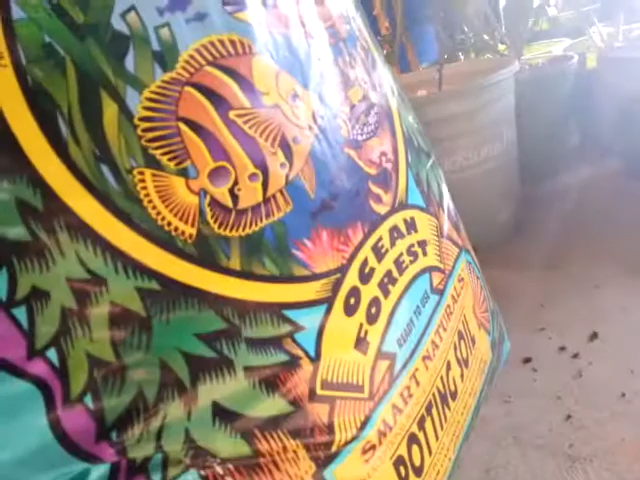 OCEAN
FOREST
READY TO USE
SMART NATURALS
POTTING SOIL